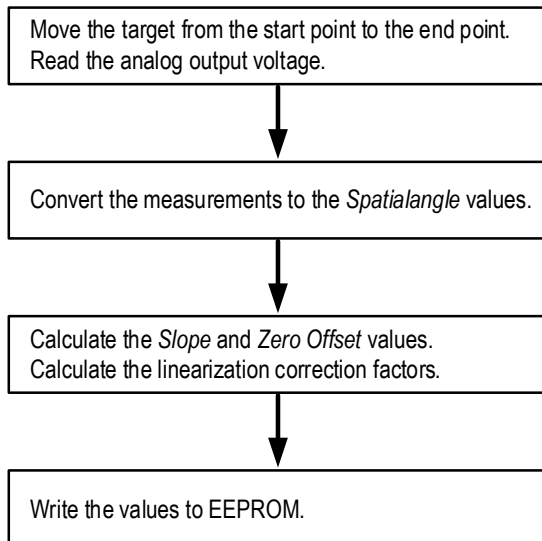 Move the target from the start point to the end point.
Read the analog output voltage.
Convert the measurements to the Spatialangle values.
Calculate the Slope and Zero Offset values.
Calculate the linearization correction factors.
Write the values to EEPROM.